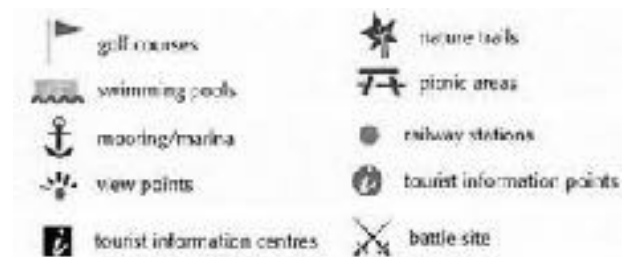 golf courses
swimming pools
mooring/marina
view points
tourist information centres
nature trails
picnic areas
railway stations
tourist information points
battle site